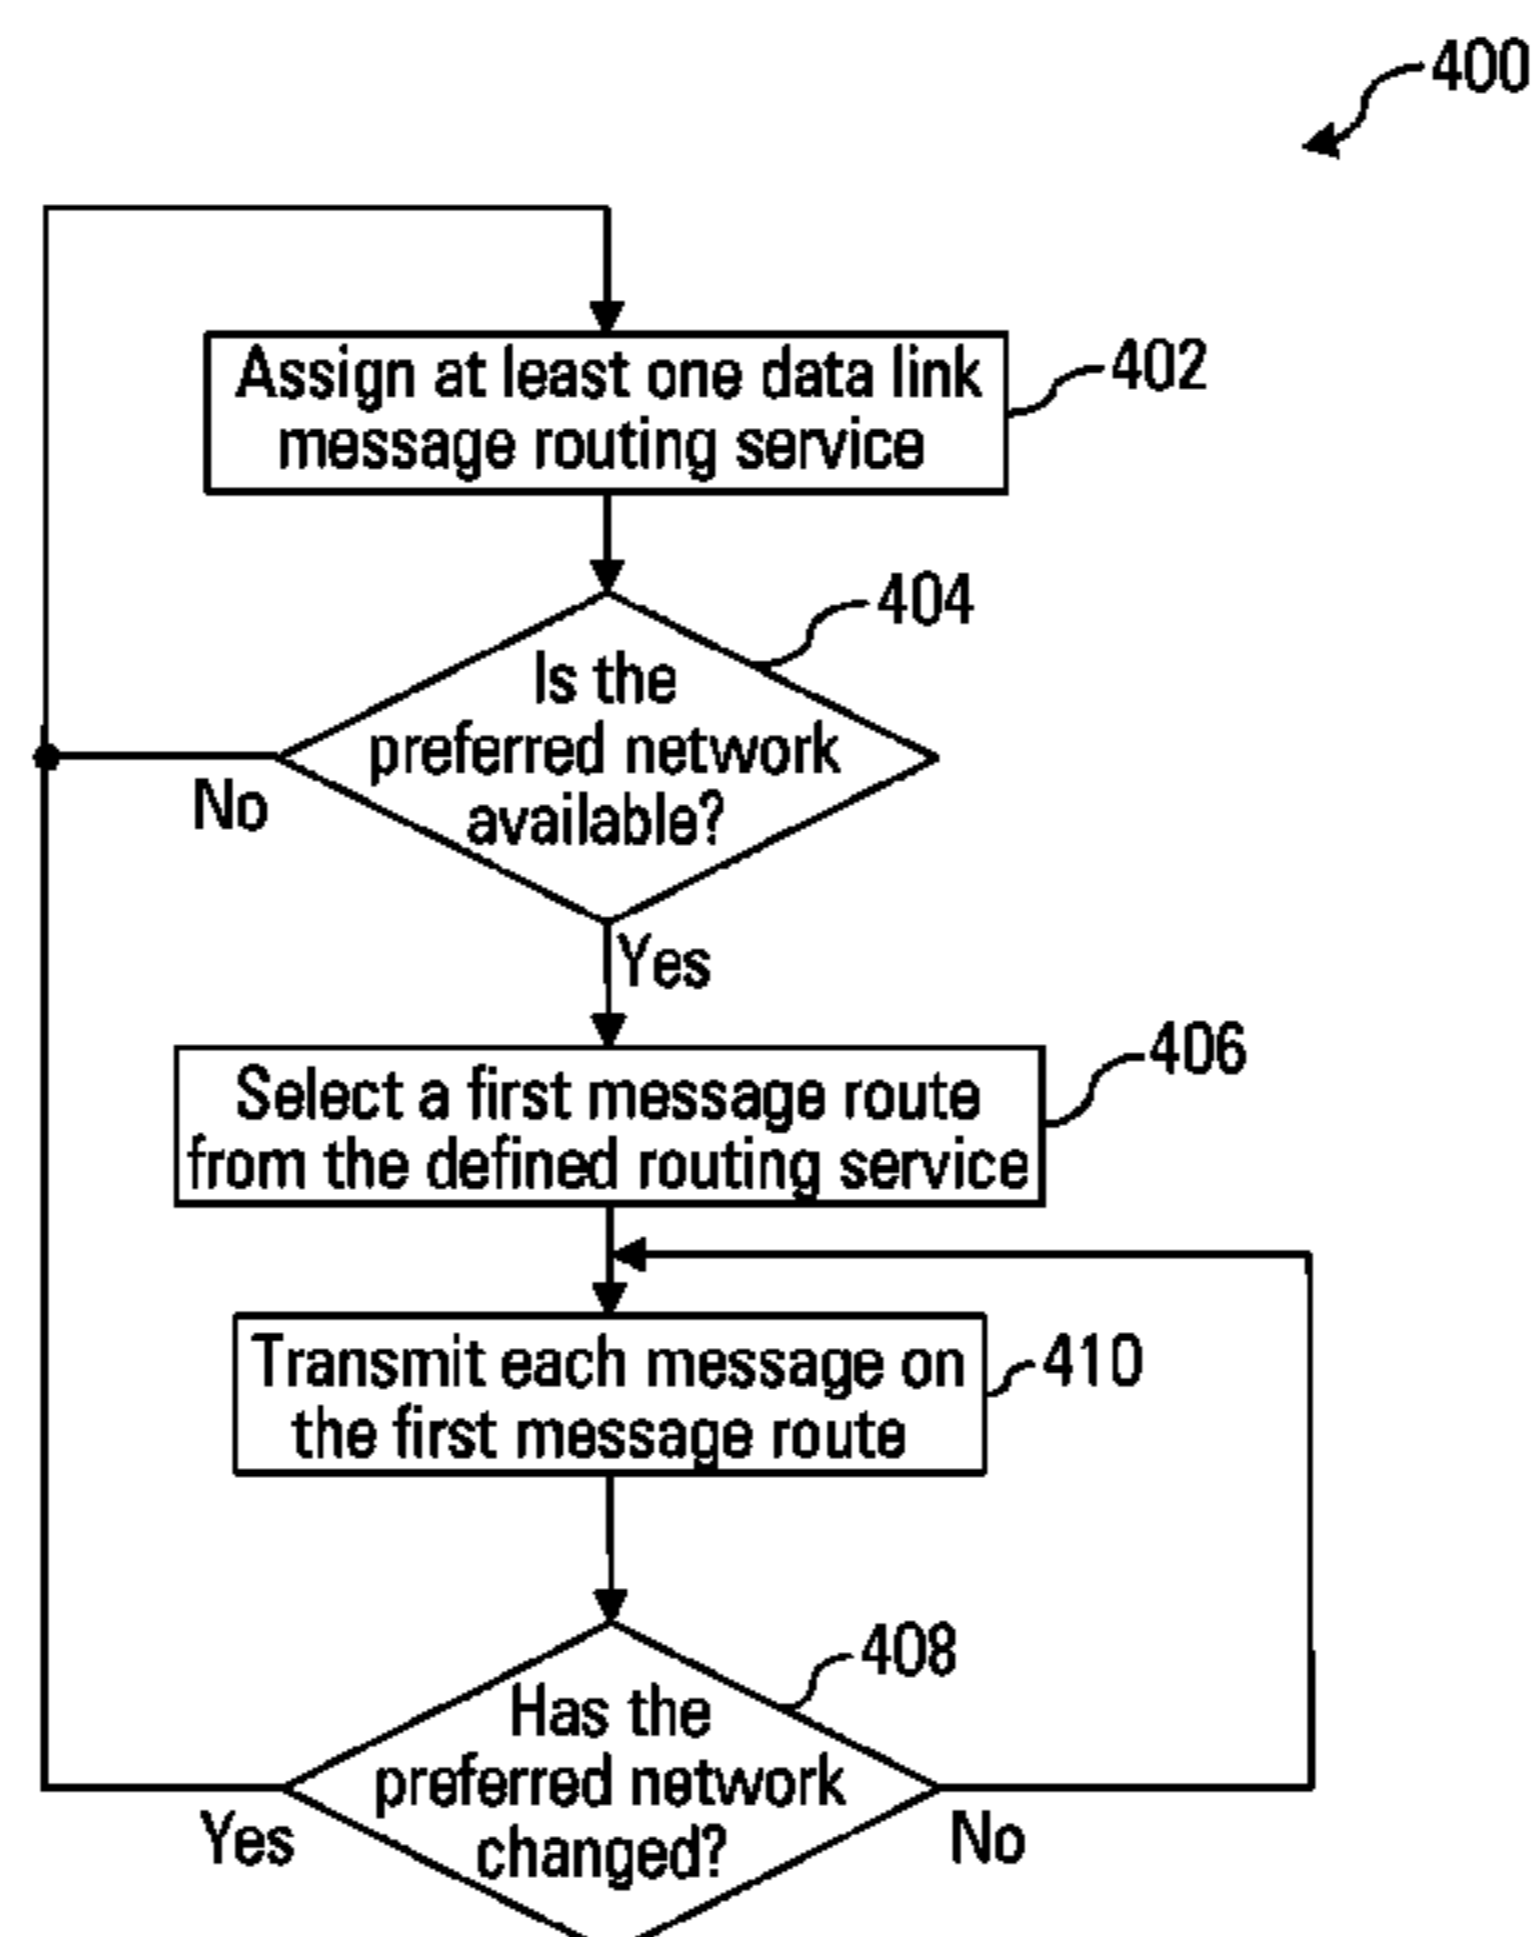 400
Assign at least one data link
message routing service
402
404
Is the
preferred network
available?
No
Yes
406
Select a first message route
from the defined routing service
Transmit each message on
the first message route
410
408
Has the
preferred network
changed?
Yes
No